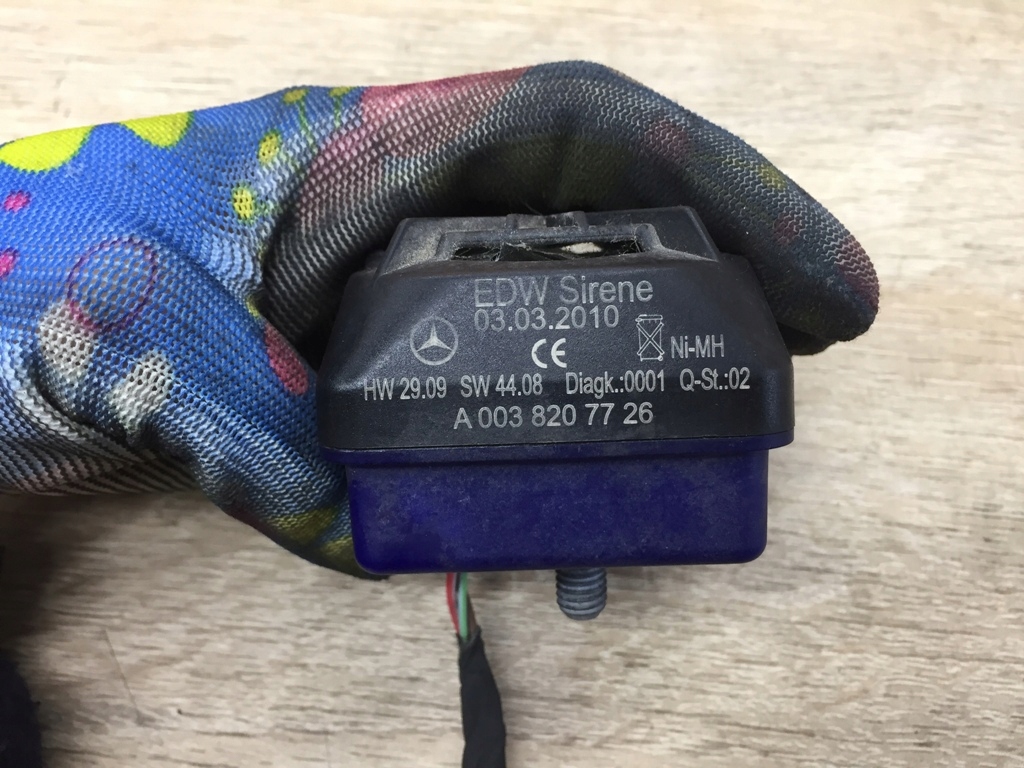 EDW Sirene
03.03.2010
CE Ni-MH
HW 29.09 SW 44.08 Diagk.:0001 Q-St.:02
A 003 820 77 26